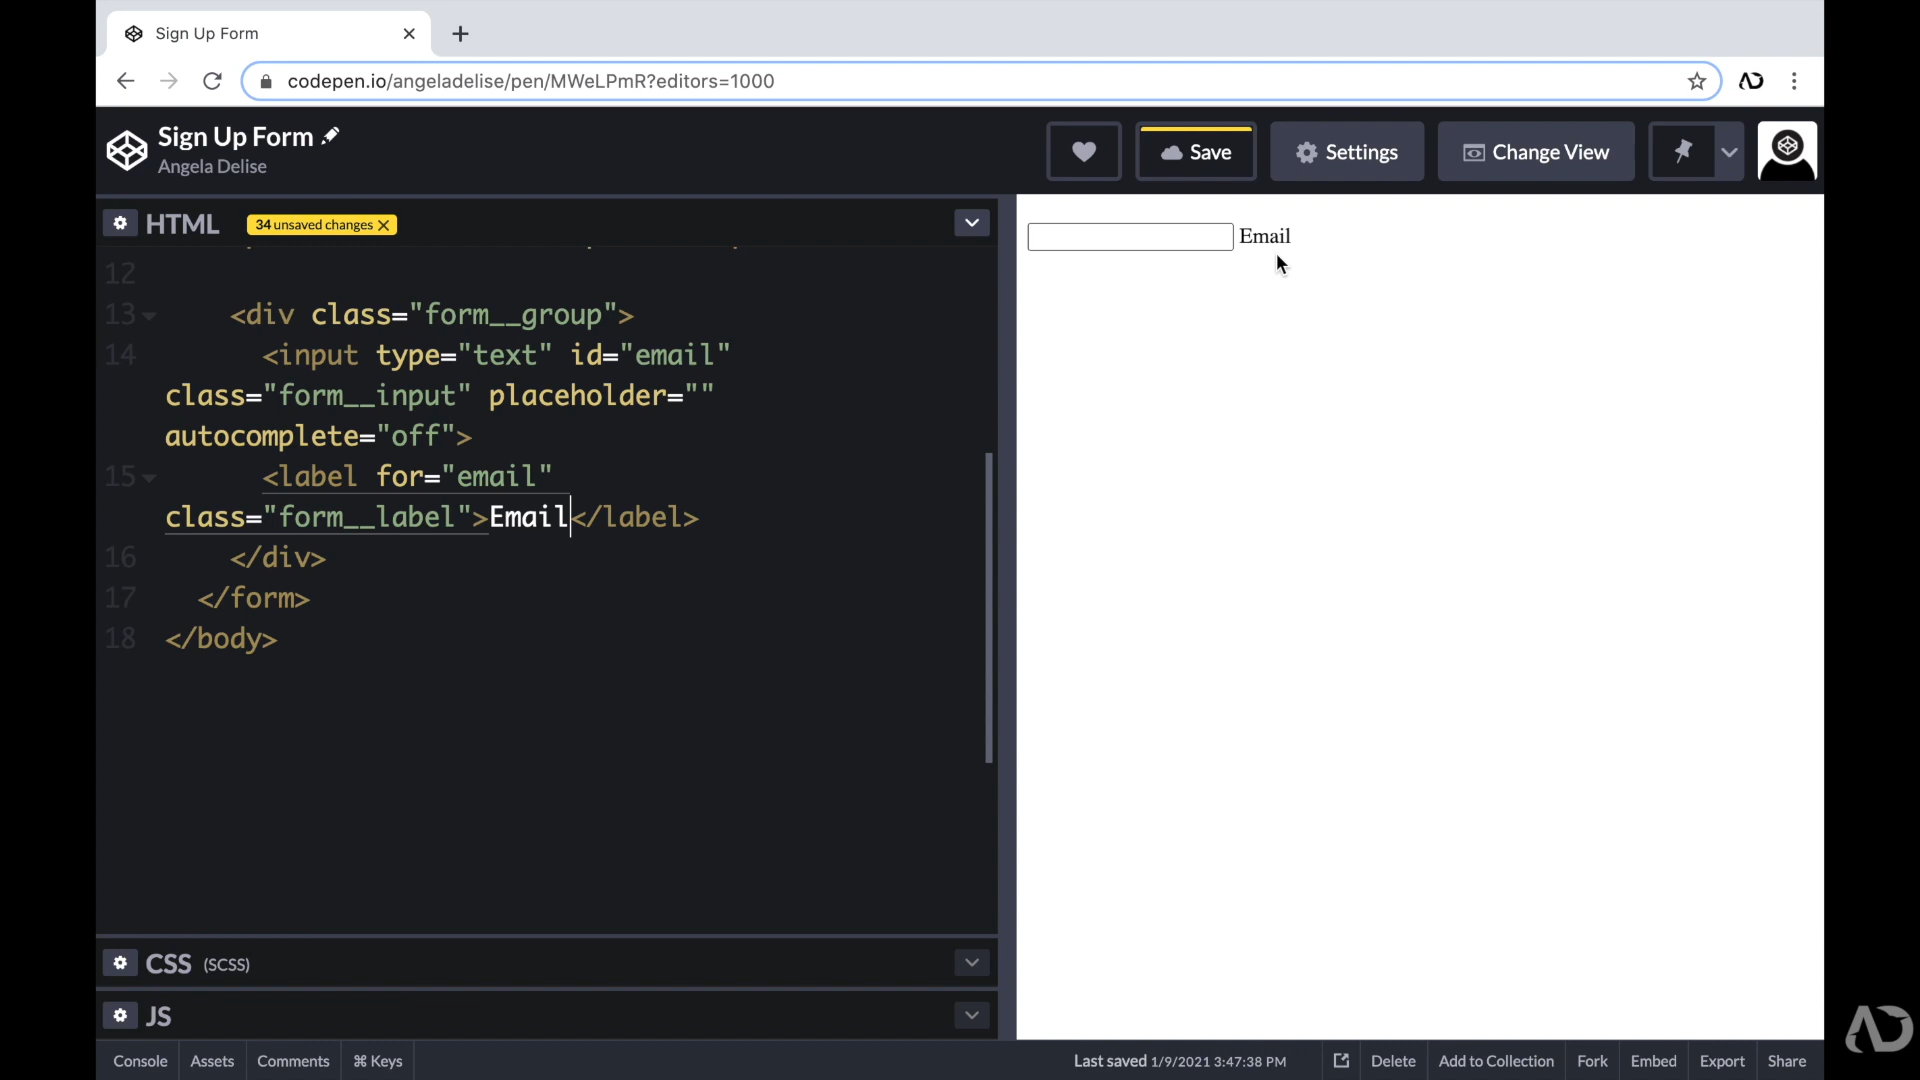 Sign Up Form
codepen.io/angeladelise/pen/MWeLPmR?editors=1000
Sign Up Form
Angela Delise
Save
Settings
Change View
HTML
34 unsaved changes
12
13
<div class="form__group">
14
<input type="text" id="email"
class="form__input" placeholder=""
autocomplete="off">
15
<label for="email"
class="form__label">Email</label>
16
</div>
17
</form>
18
</body>
Email
CSS (SCSS)
JS
Console
Assets
Comments
⌘ Keys
Last saved 1/9/2021 3:47:38 PM
Delete
Add to Collection
Fork
Embed
Export
Share